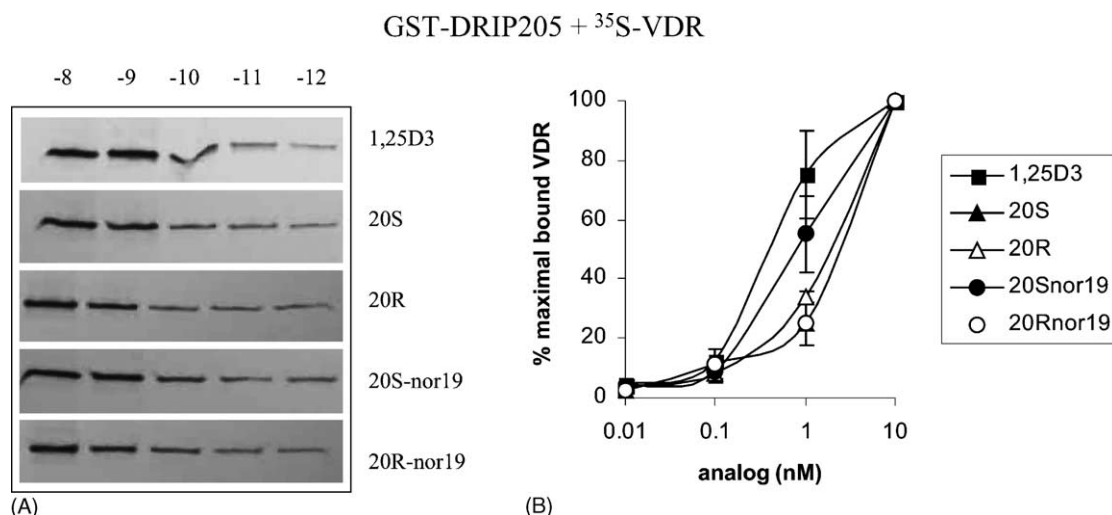 GST-DRIP205 + ³⁵S-VDR
-8 -9 -10 -11 -12
1,25D3
20S
20R
20S-nor19
20R-nor19
(A)
% maximal bound VDR
100
80
60
40
20
0
0.01 0.1 1 10
analog (nM)
1,25D3
20S
20R
20Snor19
20Rnor19
(B)